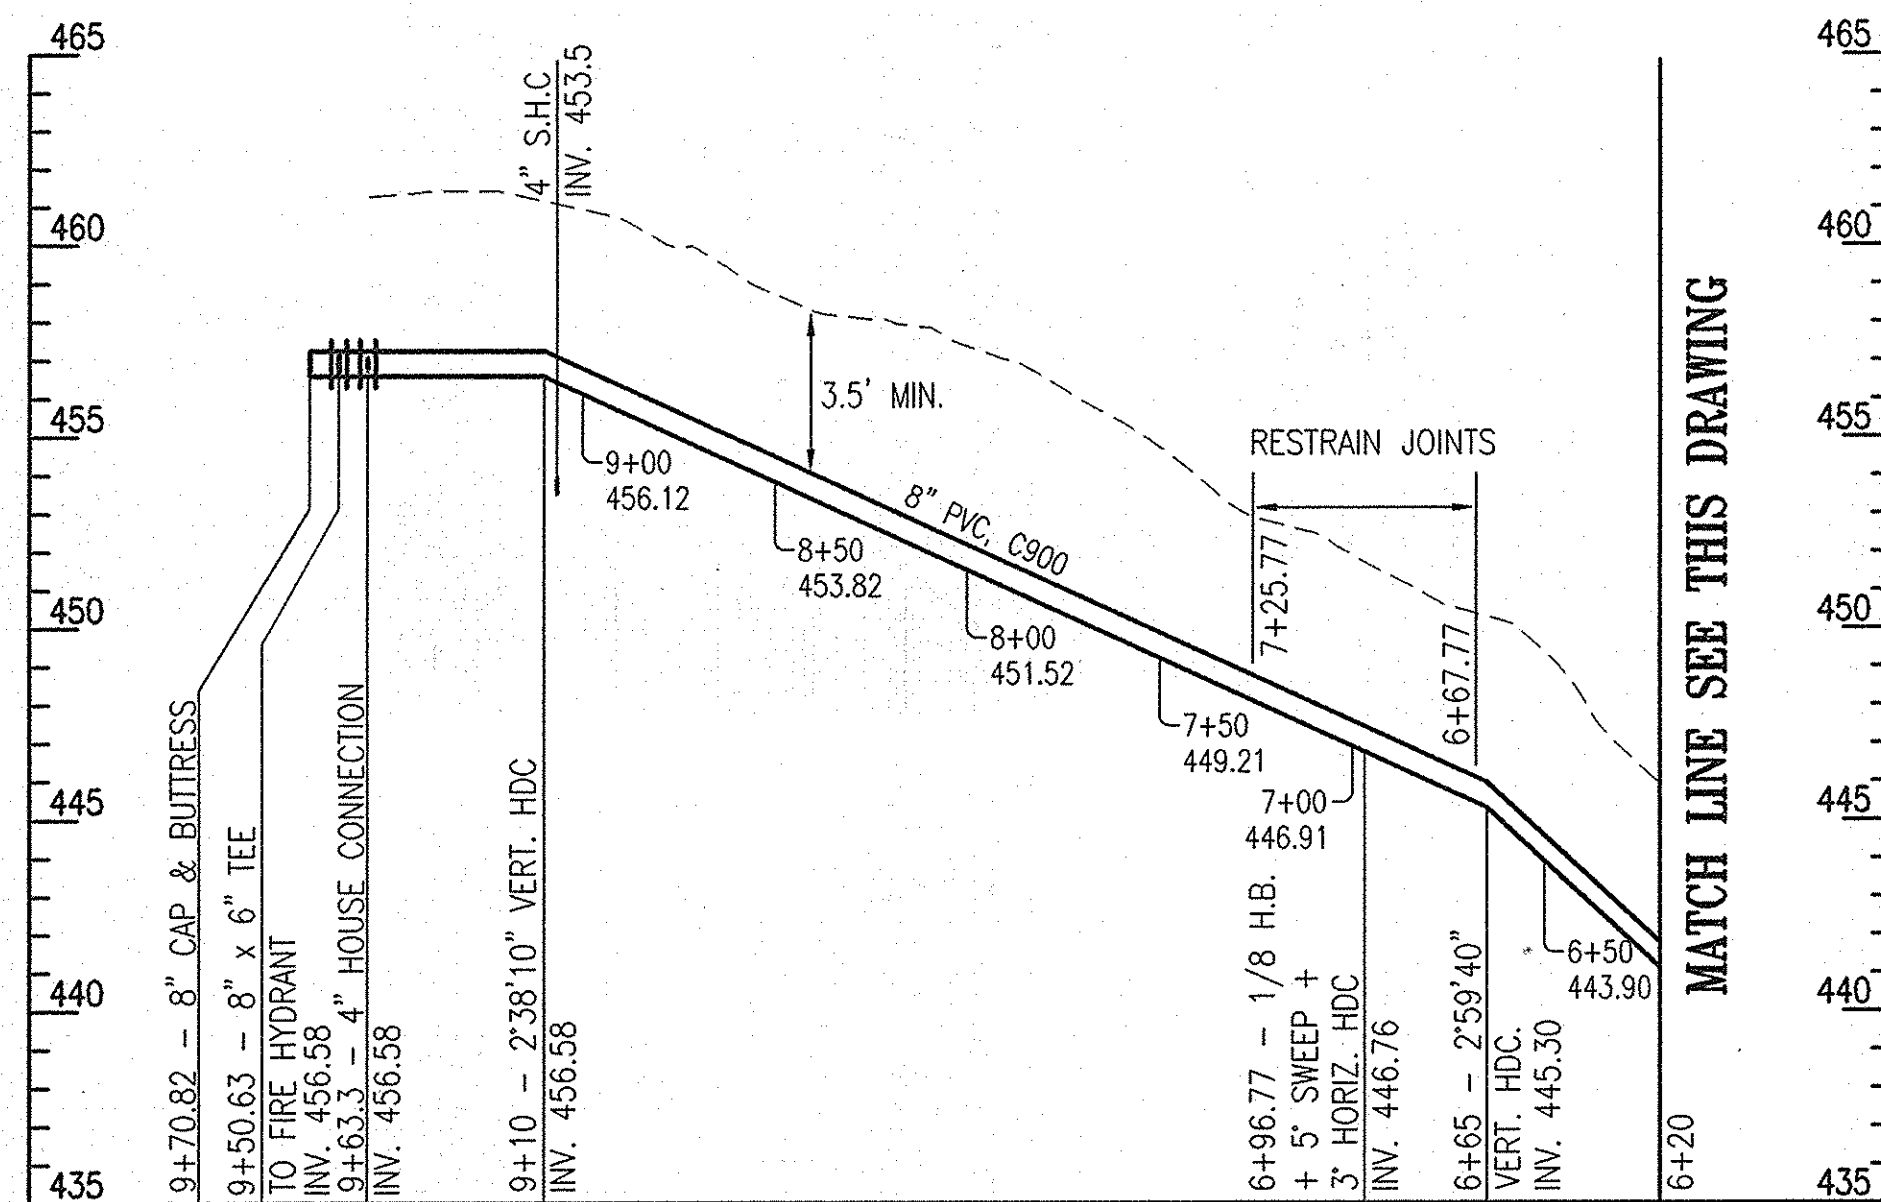 465
460
455
450
445
440
435
4" S.H.C
INV. 453.5
3.5' MIN.
9+00
456.12
8+50
453.82
8" PVC, C900
8+00
451.52
7+50
449.21
7+00
446.91
RESTRAIN JOINTS
7+25.77
6+67.77
6+50
443.90
9+70.82 - 8" CAP & BUTTRESS
9+50.63 - 8" x 6" TEE
TO FIRE HYDRANT
INV. 456.58
9+63.3 - 4" HOUSE CONNECTION
INV. 456.58
9+10 - 2°38'10" VERT. HDC
INV. 456.58
6+96.77 - 1/8 H.B.
+ 5° SWEEP +
3° HORIZ. HDC
INV. 446.76
6+65 - 2°59'40"
VERT. HDC.
INV. 445.30
6+20
MATCH LINE SEE THIS DRAWING
465
460
455
450
445
440
435